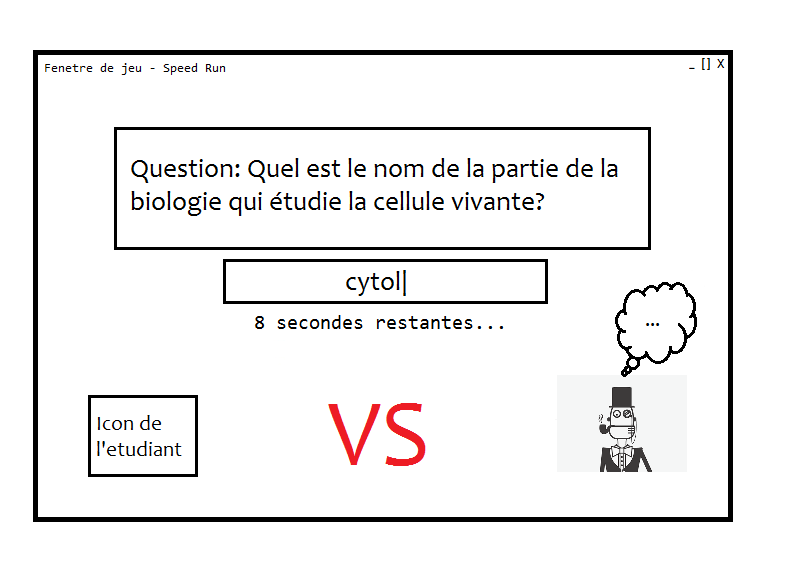 Fenetre de jeu - Speed Run
_ [] X
Question: Quel est le nom de la partie de la
biologie qui étudie la cellule vivante?
cytol|
8 secondes restantes...
...
Icon de
l'etudiant
VS